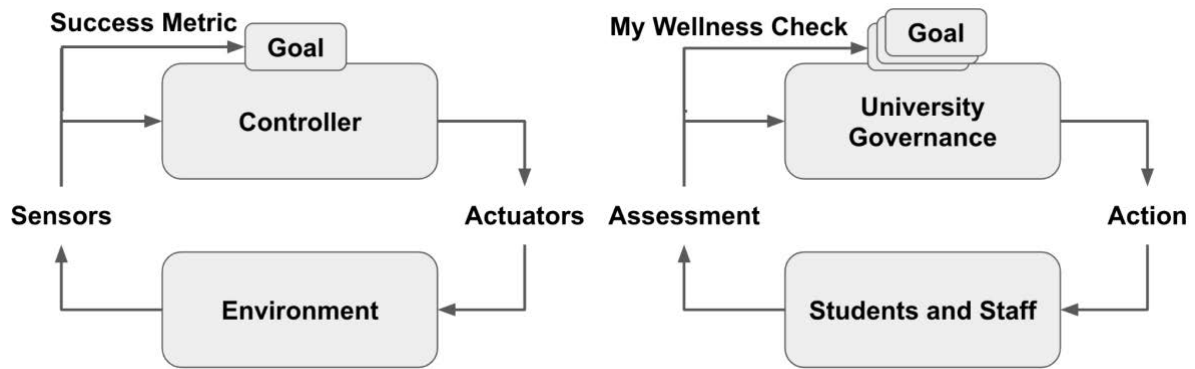 Success Metric
Goal
Controller
Sensors
Actuators
Environment
My Wellness Check
Goal
University
Governance
Assessment
Action
Students and Staff